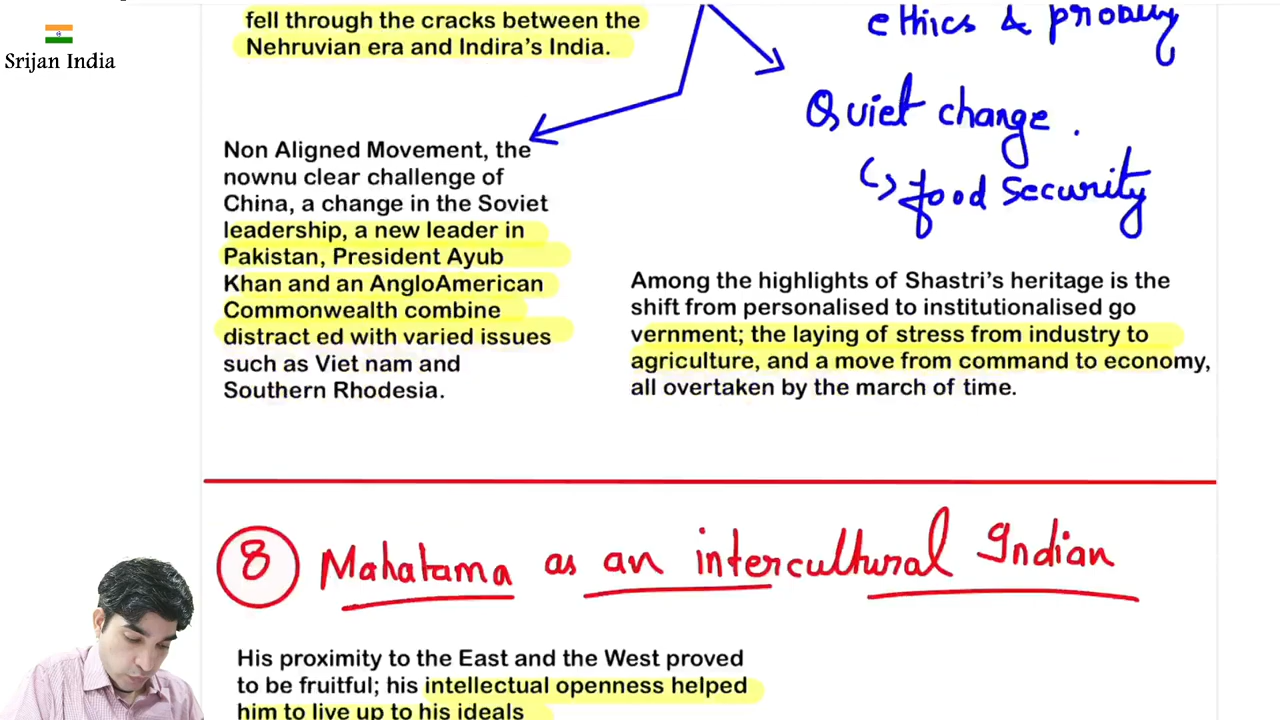 Srijan India
fell through the cracks between the
Nehruvian era and Indira's India.
ethics & probity
Quiet change.
↳ food security
Non Aligned Movement, the
nownu clear challenge of
China, a change in the Soviet
leadership, a new leader in
Pakistan, President Ayub
Khan and an AngloAmerican
Commonwealth combine
distract ed with varied issues
such as Viet nam and
Southern Rhodesia.
Among the highlights of Shastri's heritage is the
shift from personalised to institutionalised go
vernment; the laying of stress from industry to
agriculture, and a move from command to economy,
all overtaken by the march of time.
8 Mahatama as an intercultural Indian
His proximity to the East and the West proved
to be fruitful; his intellectual openness helped
him to live up to his ideals